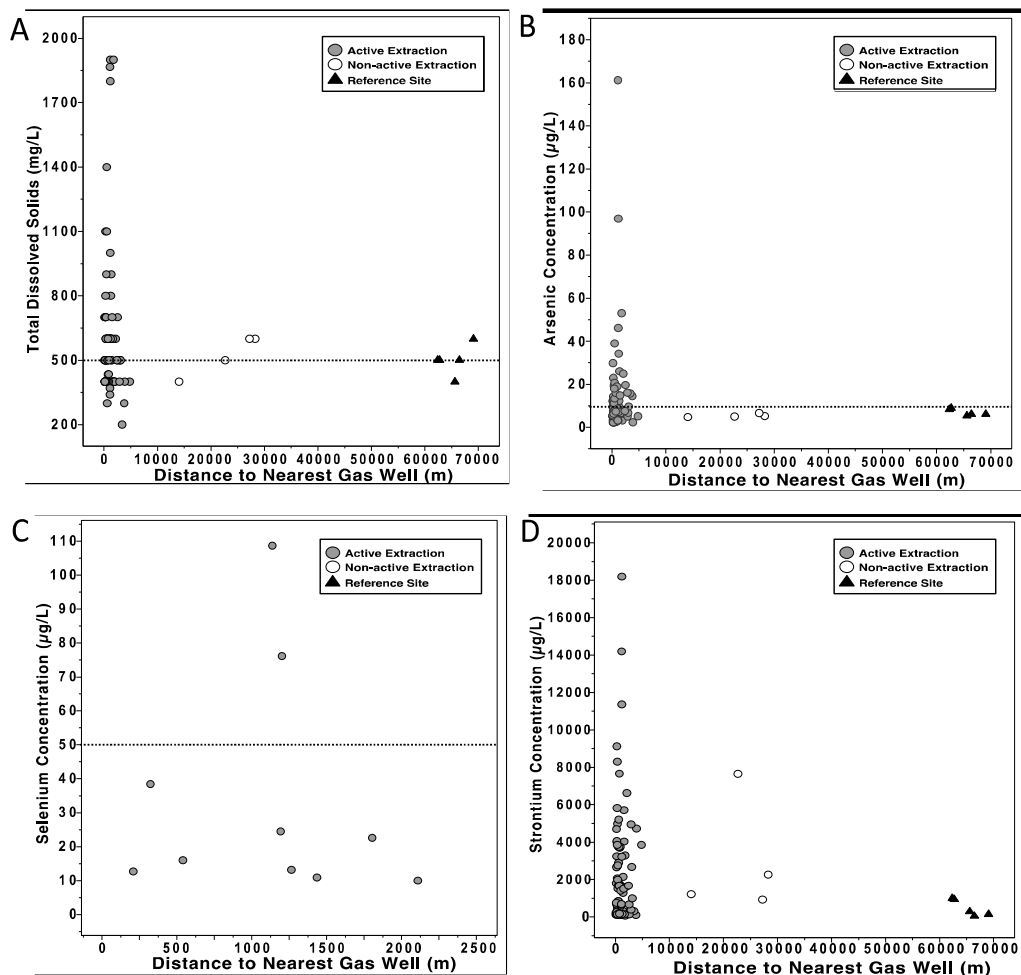 A
Total Dissolved Solids (mg/L)
2000
1700
1400
1100
800
500
200
Active Extraction
Non-active Extraction
Reference Site
0 10000 20000 30000 40000 50000 60000 70000
Distance to Nearest Gas Well (m)
B
Arsenic Concentration (µg/L)
180
160
140
120
100
80
60
40
20
0
Active Extraction
Non-active Extraction
Reference Site
0 10000 20000 30000 40000 50000 60000 70000
Distance to Nearest Gas Well (m)
C
Selenium Concentration (µg/L)
110
100
90
80
70
60
50
40
30
20
10
0
Active Extraction
Non-active Extraction
Reference Site
0 500 1000 1500 2000 2500
Distance to Nearest Gas Well (m)
D
Strontium Concentration (µg/L)
20000
18000
16000
14000
12000
10000
8000
6000
4000
2000
0
Active Extraction
Non-active Extraction
Reference Site
0 10000 20000 30000 40000 50000 60000 70000
Distance to Nearest Gas Well (m)